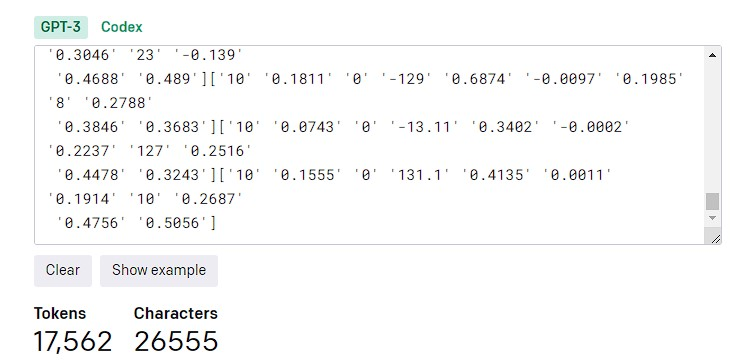 GPT-3 Codex
'0.3046' '23' '-0.139'
'0.4688' '0.489']['10' '0.1811' '0' '-129' '0.6874' '-0.0097' '0.1985'
'8' '0.2788'
'0.3846' '0.3683']['10' '0.0743' '0' '-13.11' '0.3402' '-0.0002'
'0.2237' '127' '0.2516'
'0.4478' '0.3243']['10' '0.1555' '0' '131.1' '0.4135' '0.0011'
'0.1914' '10' '0.2687'
'0.4756' '0.5056']
Clear Show example
Tokens Characters
17,562 26555